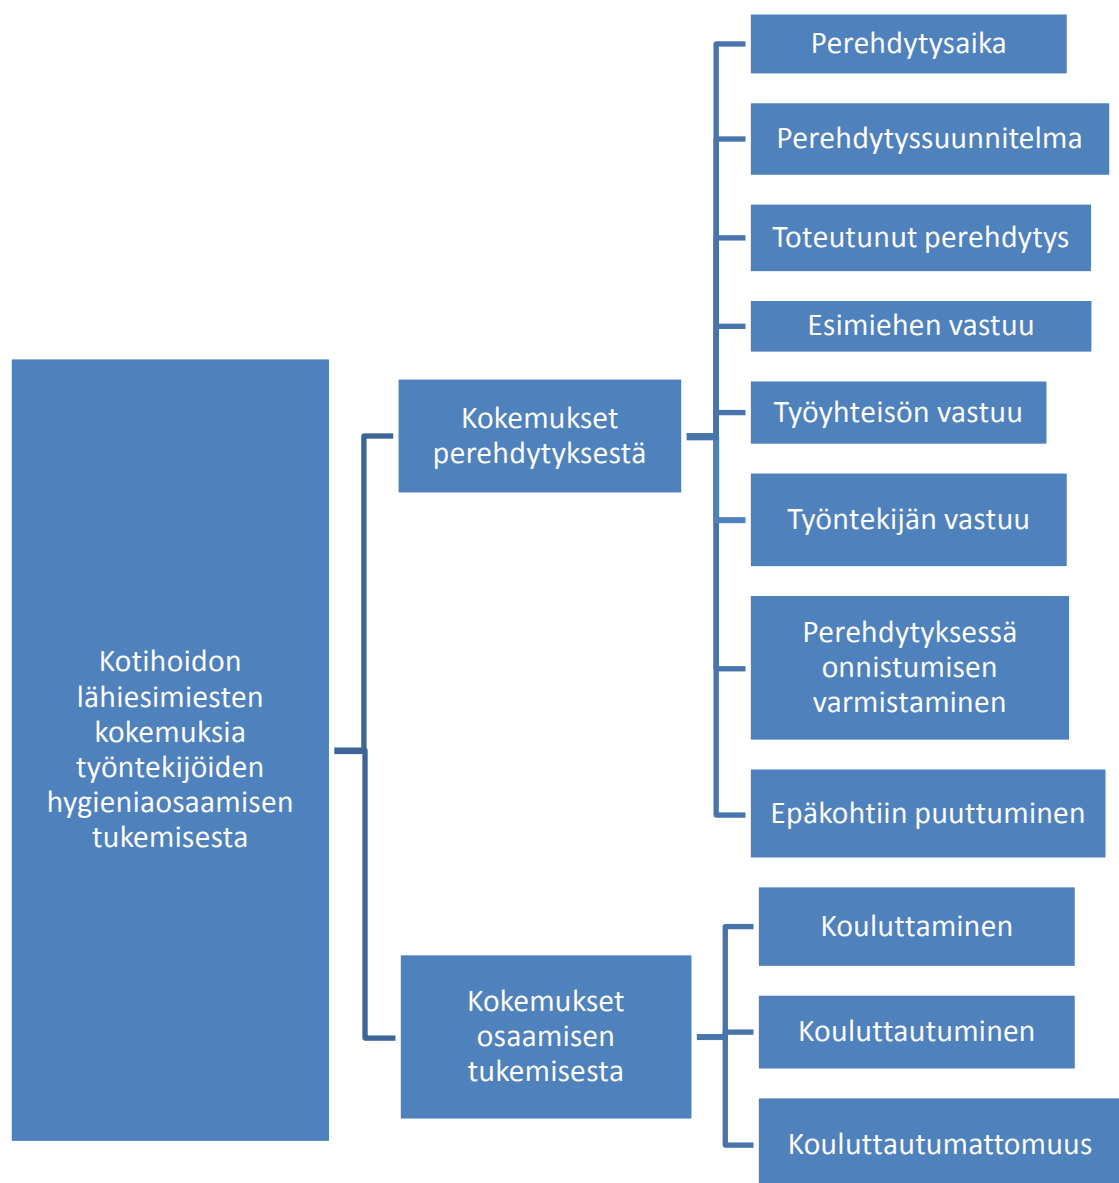 Kotihoidon
lähiesimiesten
kokemuksia
työntekijöiden
hygieniaosaamisen
tukemisesta
Kokemukset
perehdytyksestä
Perehdytysaika
Perehdytyssuunnitelma
Toteutunut perehdytys
Esimiehen vastuu
Työyhteisön vastuu
Työntekijän vastuu
Perehdytyksessä
onnistumisen
varmistaminen
Epäkohtiin puuttuminen
Kokemukset
osaamisen
tukemisesta
Kouluttaminen
Kouluttautuminen
Kouluttautumattomuus